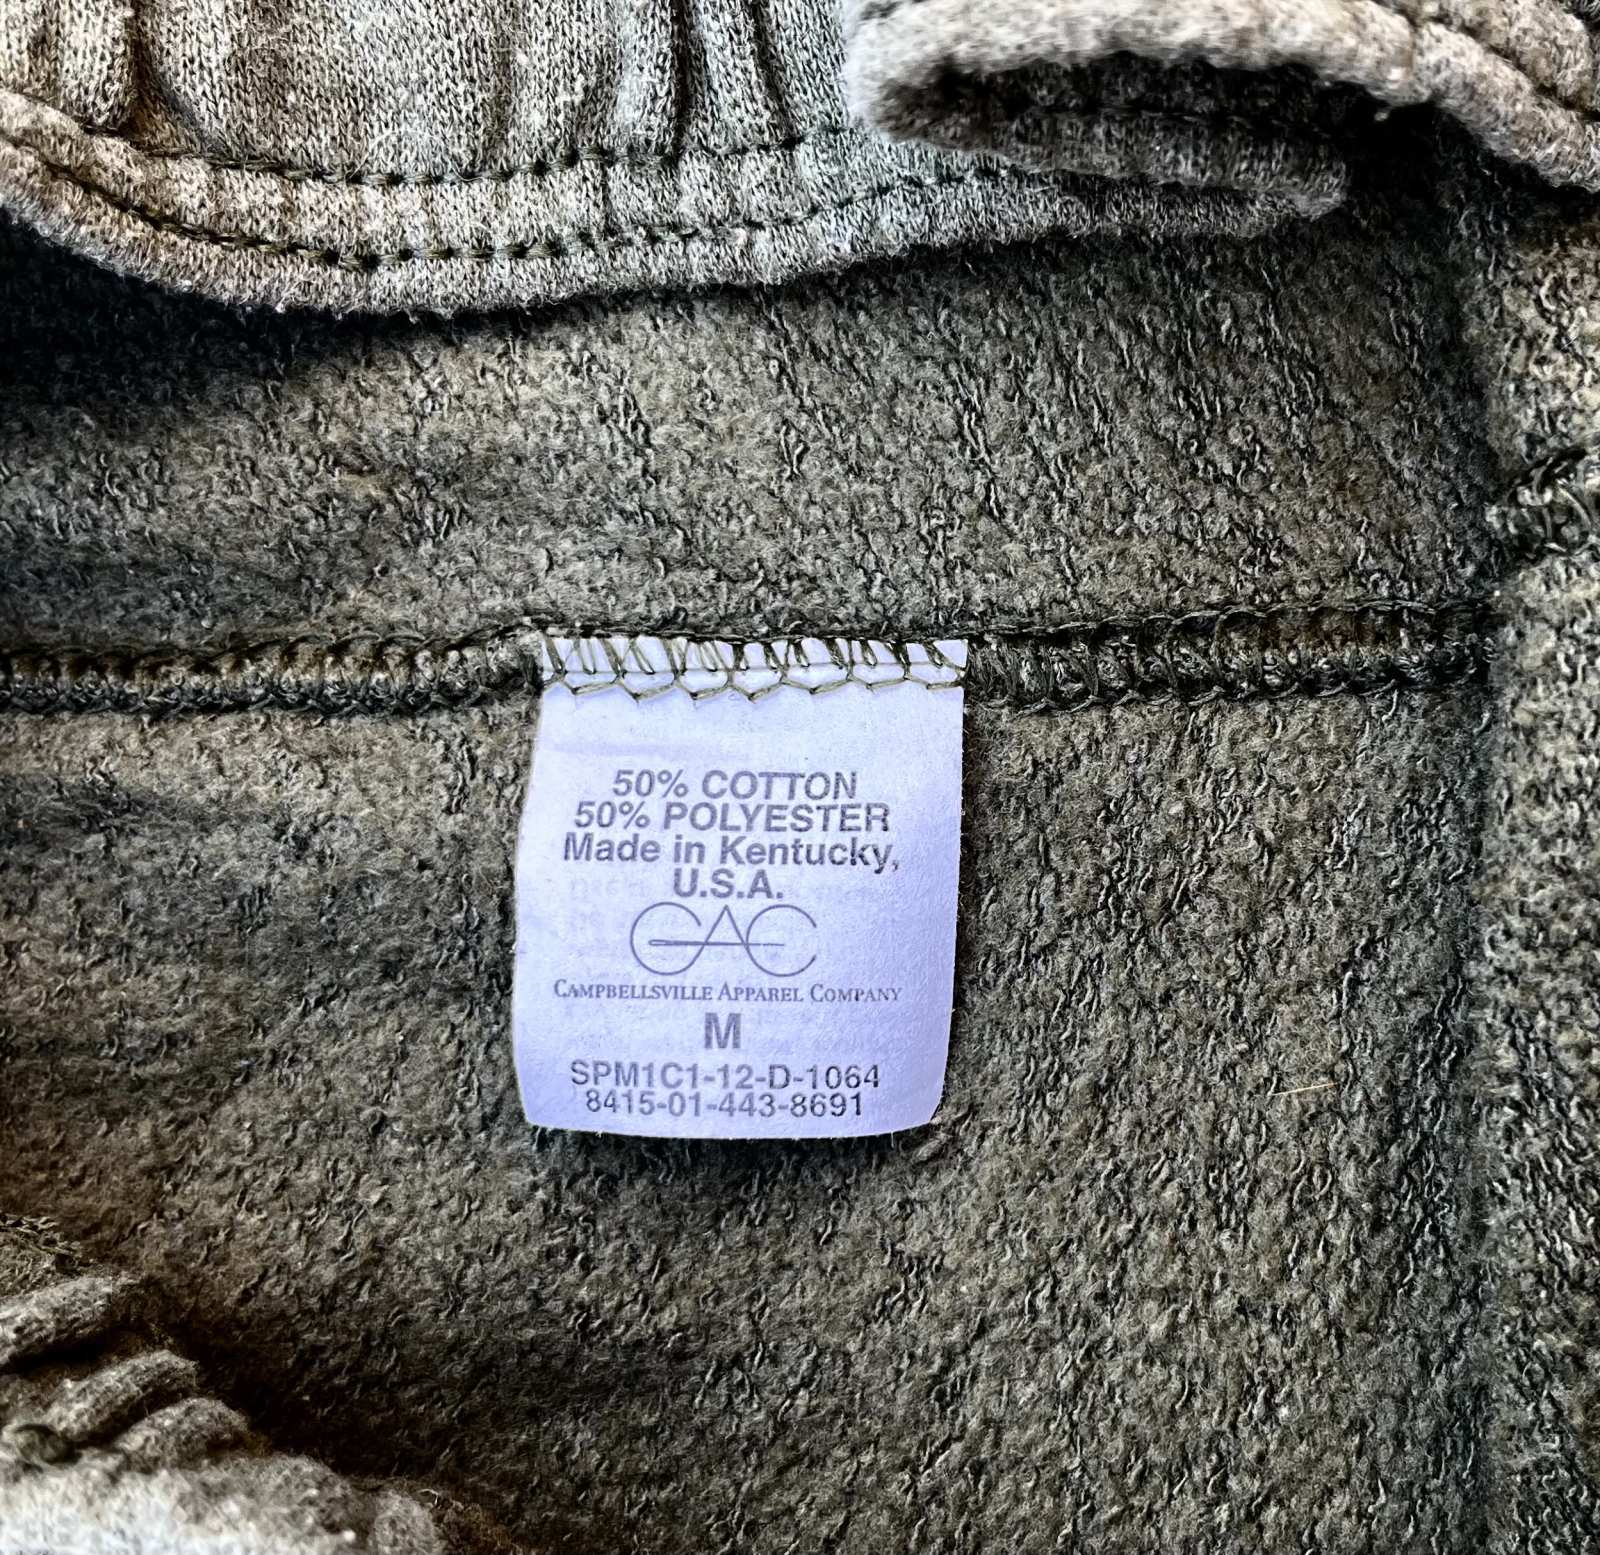 50% COTTON
50% POLYESTER
Made in Kentucky,
U.S.A.
CAC
CAMPBELLSVILLE APPAREL COMPANY
M
SPM1C1-12-D-1064
8415-01-443-8691